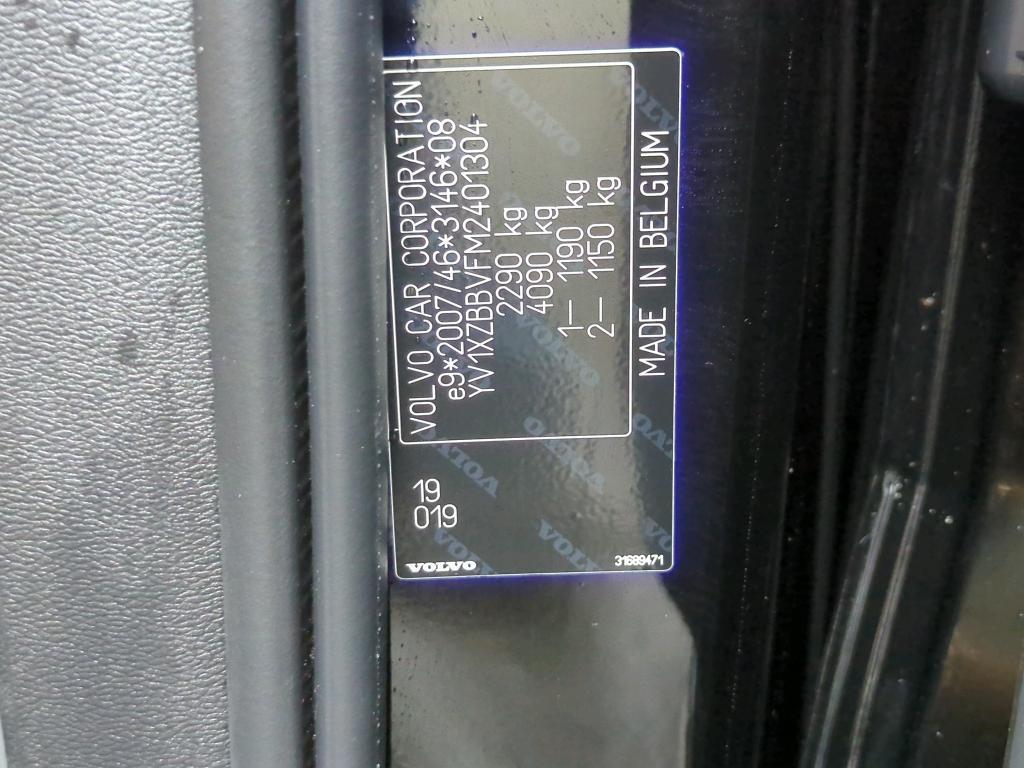 VOLVO CAR CORPORATION
e9*2007/46*3146*08
YV1XZBBVFM2401304
2290 kg
4090 kg
1— 1190 kg
2— 1150 kg
MADE IN BELGIUM
19
019
VOLVO
31689471